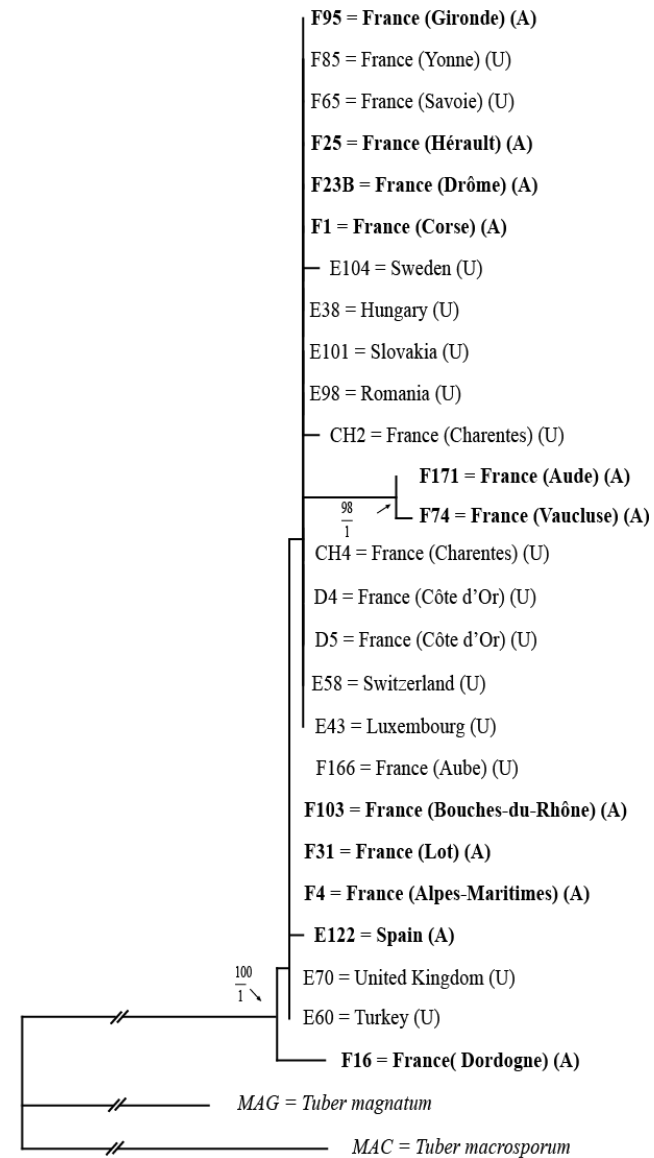 F95 = France (Gironde) (A)
F85 = France (Yonne) (U)
F65 = France (Savoie) (U)
F25 = France (Hérault) (A)
F23B = France (Drôme) (A)
F1 = France (Corse) (A)
E104 = Sweden (U)
E38 = Hungary (U)
E101 = Slovakia (U)
E98 = Romania (U)
CH2 = France (Charentes) (U)
F171 = France (Aude) (A)
98
1
F74 = France (Vaucluse) (A)
CH4 = France (Charentes) (U)
D4 = France (Côte d’Or) (U)
D5 = France (Côte d’Or) (U)
E58 = Switzerland (U)
E43 = Luxembourg (U)
F166 = France (Aube) (U)
F103 = France (Bouches-du-Rhône) (A)
F31 = France (Lot) (A)
F4 = France (Alpes-Maritimes) (A)
E122 = Spain (A)
100
1
E70 = United Kingdom (U)
E60 = Turkey (U)
F16 = France( Dordogne) (A)
MAG = Tuber magnatum
MAC = Tuber macrosporum